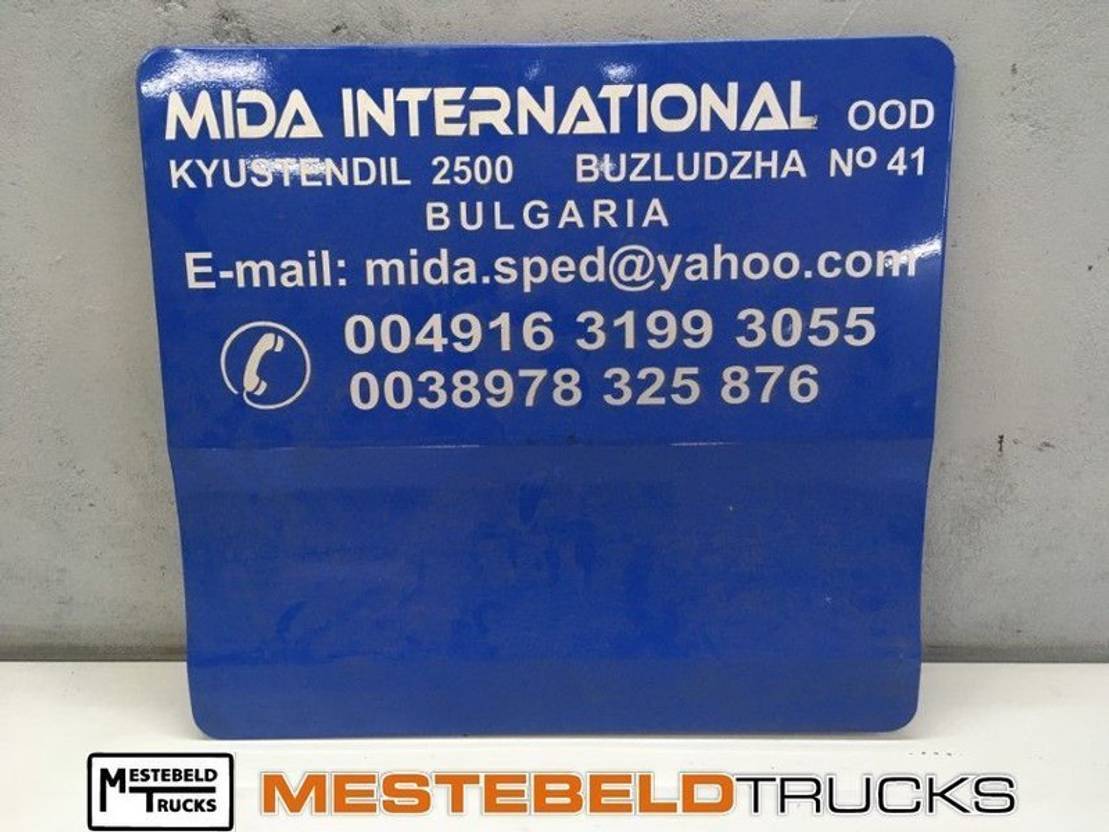 MIDA INTERNATIONAL OOD
KYUSTENDIL 2500 BUZLUDZHA Nº 41
BULGARIA
E-mail: mida.sped@yahoo.com
004916 3199 3055
0038978 325 876
MESTEBELD
TRUCKS
MESTEBELDTRUCKS